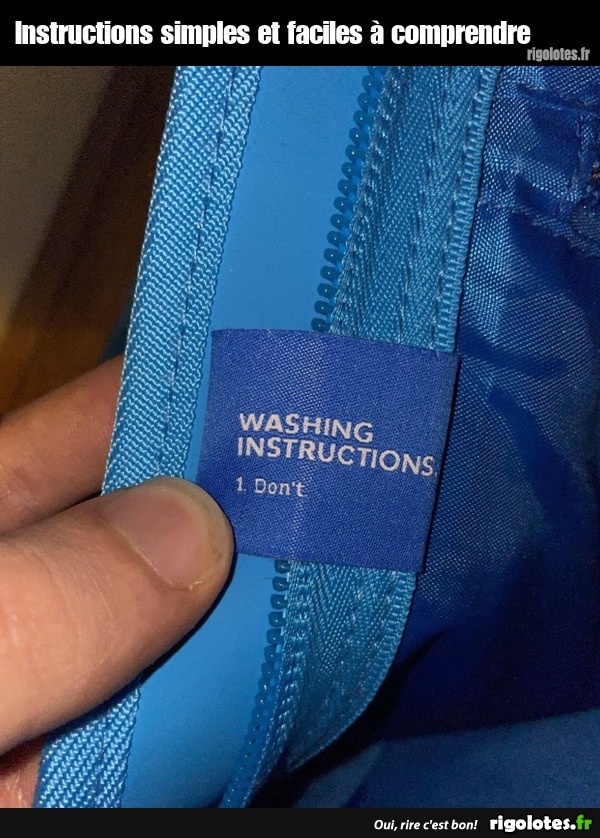 Instructions simples et faciles à comprendre
rigolotes.fr
WASHING
INSTRUCTIONS
1. Don't
Oui, rire c'est bon! rigolotes.fr